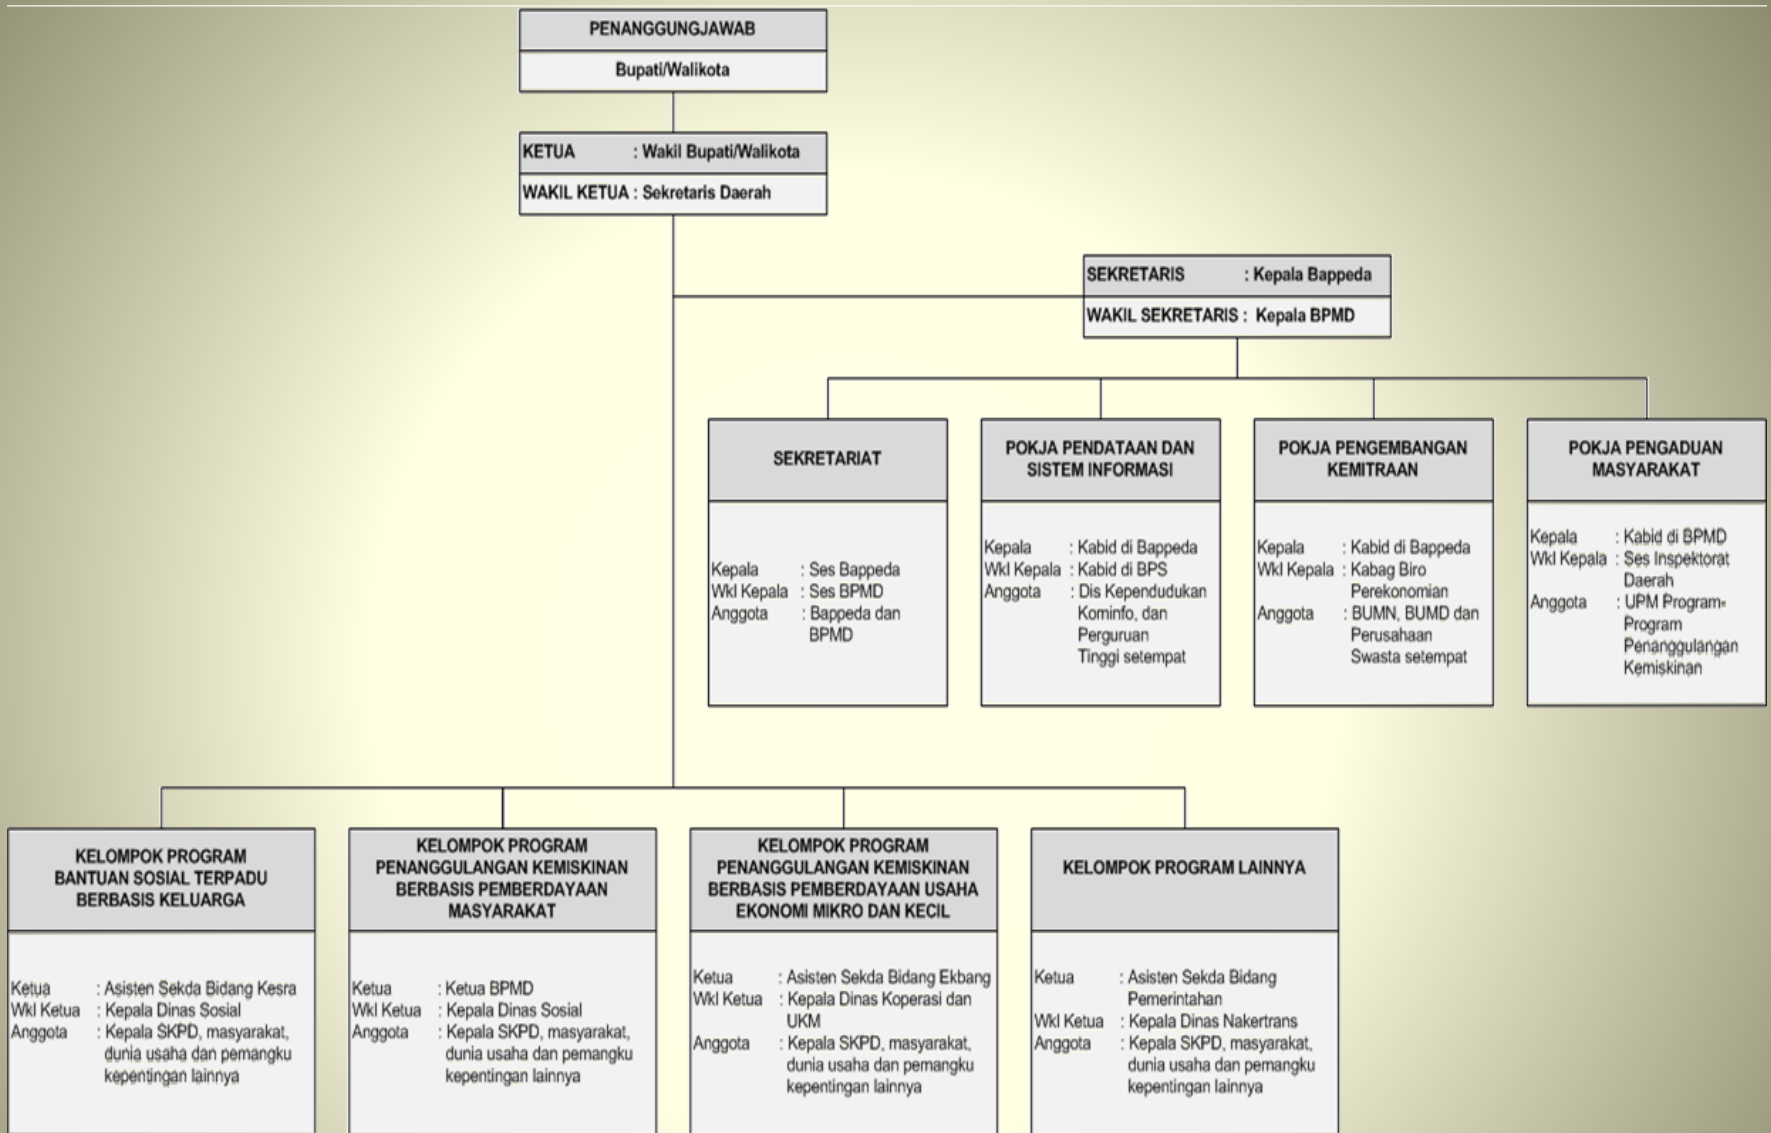 PENANGGUNGJAWAB
Bupati/Walikota
KETUA : Wakil Bupati/Walikota
WAKIL KETUA : Sekretaris Daerah
SEKRETARIS : Kepala Bappeda
WAKIL SEKRETARIS : Kepala BPMD
SEKRETARIAT
Kepala : Ses Bappeda
Wkl Kepala : Ses BPMD
Anggota : Bappeda dan
BPMD
POKJA PENDATAAN DAN
SISTEM INFORMASI
Kepala : Kabid di Bappeda
Wkl Kepala : Kabid di BPS
Anggota : Dis Kependudukan
Kominfo, dan
Perguruan
Tinggi setempat
POKJA PENGEMBANGAN
KEMITRAAN
Kepala : Kabid di Bappeda
Wkl Kepala : Kabag Biro
Perekonomian
Anggota : BUMN, BUMD dan
Perusahaan
Swasta setempat
POKJA PENGADUAN
MASYARAKAT
Kepala : Kabid di BPMD
Wkl Kepala : Ses Inspektorat
Daerah
Anggota : UPM Program-
Program
Penanggulangan
Kemiskinan
KELOMPOK PROGRAM
BANTUAN SOSIAL TERPADU
BERBASIS KELUARGA
Ketua : Asisten Sekda Bidang Kesra
Wkl Ketua : Kepala Dinas Sosial
Anggota : Kepala SKPD, masyarakat,
dunia usaha dan pemangku
kepentingan lainnya
KELOMPOK PROGRAM
PENANGGULANGAN KEMISKINAN
BERBASIS PEMBERDAYAAN
MASYARAKAT
Ketua : Ketua BPMD
Wkl Ketua : Kepala Dinas Sosial
Anggota : Kepala SKPD, masyarakat,
dunia usaha dan pemangku
kepentingan lainnya
KELOMPOK PROGRAM
PENANGGULANGAN KEMISKINAN
BERBASIS PEMBERDAYAAN USAHA
EKONOMI MIKRO DAN KECIL
Ketua : Asisten Sekda Bidang Ekbang
Wkl Ketua : Kepala Dinas Koperasi dan
UKM
Anggota : Kepala SKPD, masyarakat,
dunia usaha dan pemangku
kepentingan lainnya
KELOMPOK PROGRAM LAINNYA
Ketua : Asisten Sekda Bidang
Pemerintahan
Wkl Ketua : Kepala Dinas Nakertrans
Anggota : Kepala SKPD, masyarakat,
dunia usaha dan pemangku
kepentingan lainnya